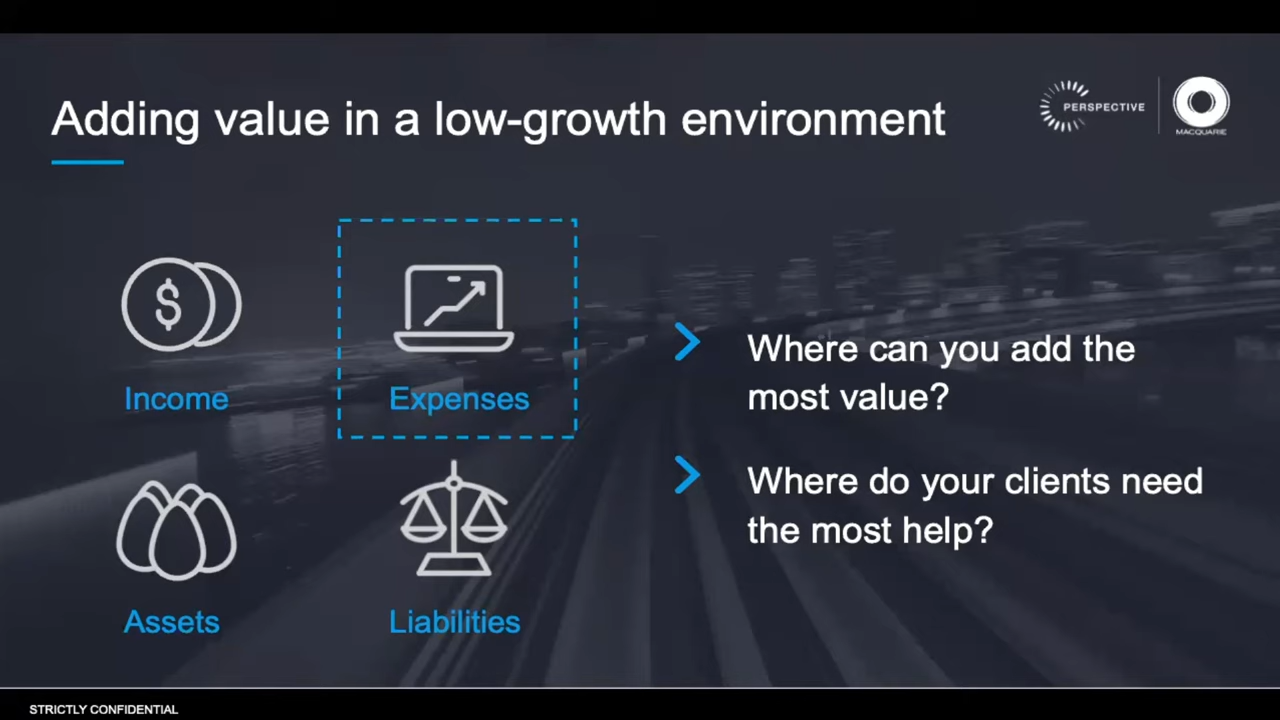 Adding value in a low-growth environment
PERSPECTIVE
MACQUARIE
$
Income
Expenses
Assets
Liabilities
Where can you add the
most value?
Where do your clients need
the most help?
STRICTLY CONFIDENTIAL